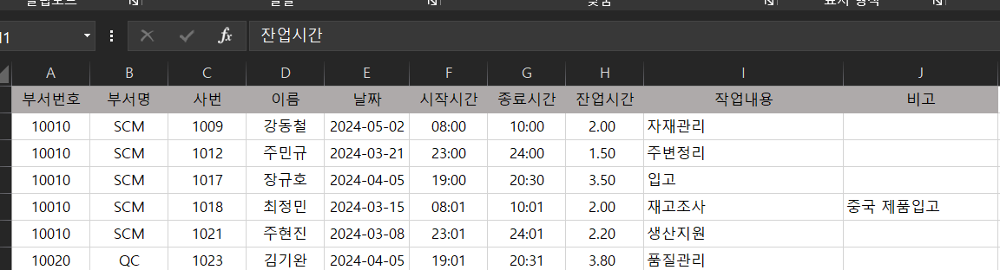 H1 fx 잔업시간
A B C D E F G H I J
부서번호 부서명 사번 이름 날짜 시작시간 종료시간 잔업시간 작업내용 비고
10010 SCM 1009 강동철 2024-05-02 08:00 10:00 2.00 자재관리
10010 SCM 1012 주민규 2024-03-21 23:00 24:00 1.50 주변정리
10010 SCM 1017 장규호 2024-04-05 19:00 20:30 3.50 입고
10010 SCM 1018 최정민 2024-03-15 08:01 10:01 2.00 재고조사 중국 제품입고
10010 SCM 1021 주현진 2024-03-08 23:01 24:01 2.20 생산지원
10020 QC 1023 김기완 2024-04-05 19:01 20:31 3.80 품질관리